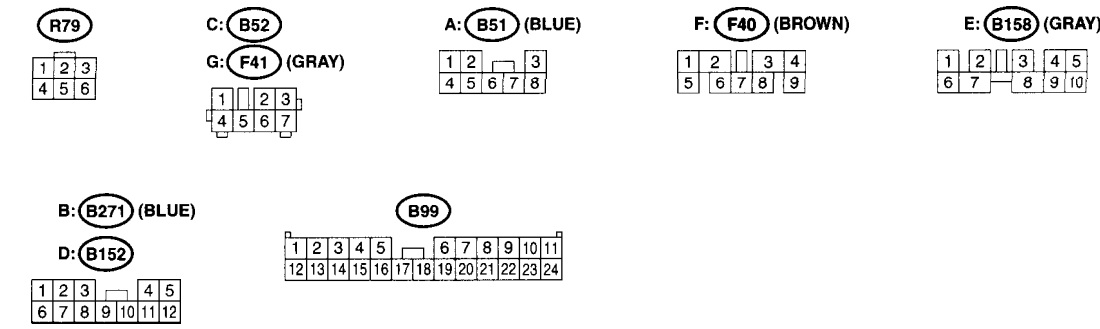 R79
1 2 3
4 5 6
C: B52
G: F41 (GRAY)
1 2 3
4 5 6 7
A: B51 (BLUE)
1 2 3
4 5 6 7 8
F: F40 (BROWN)
1 2 3 4
5 6 7 8 9
E: B158 (GRAY)
1 2 3 4 5
6 7 8 9 10
B: B271 (BLUE)
D: B152
1 2 3 4 5
6 7 8 9 10 11 12
B99
1 2 3 4 5 6 7 8 9 10 11
12 13 14 15 16 17 18 19 20 21 22 23 24